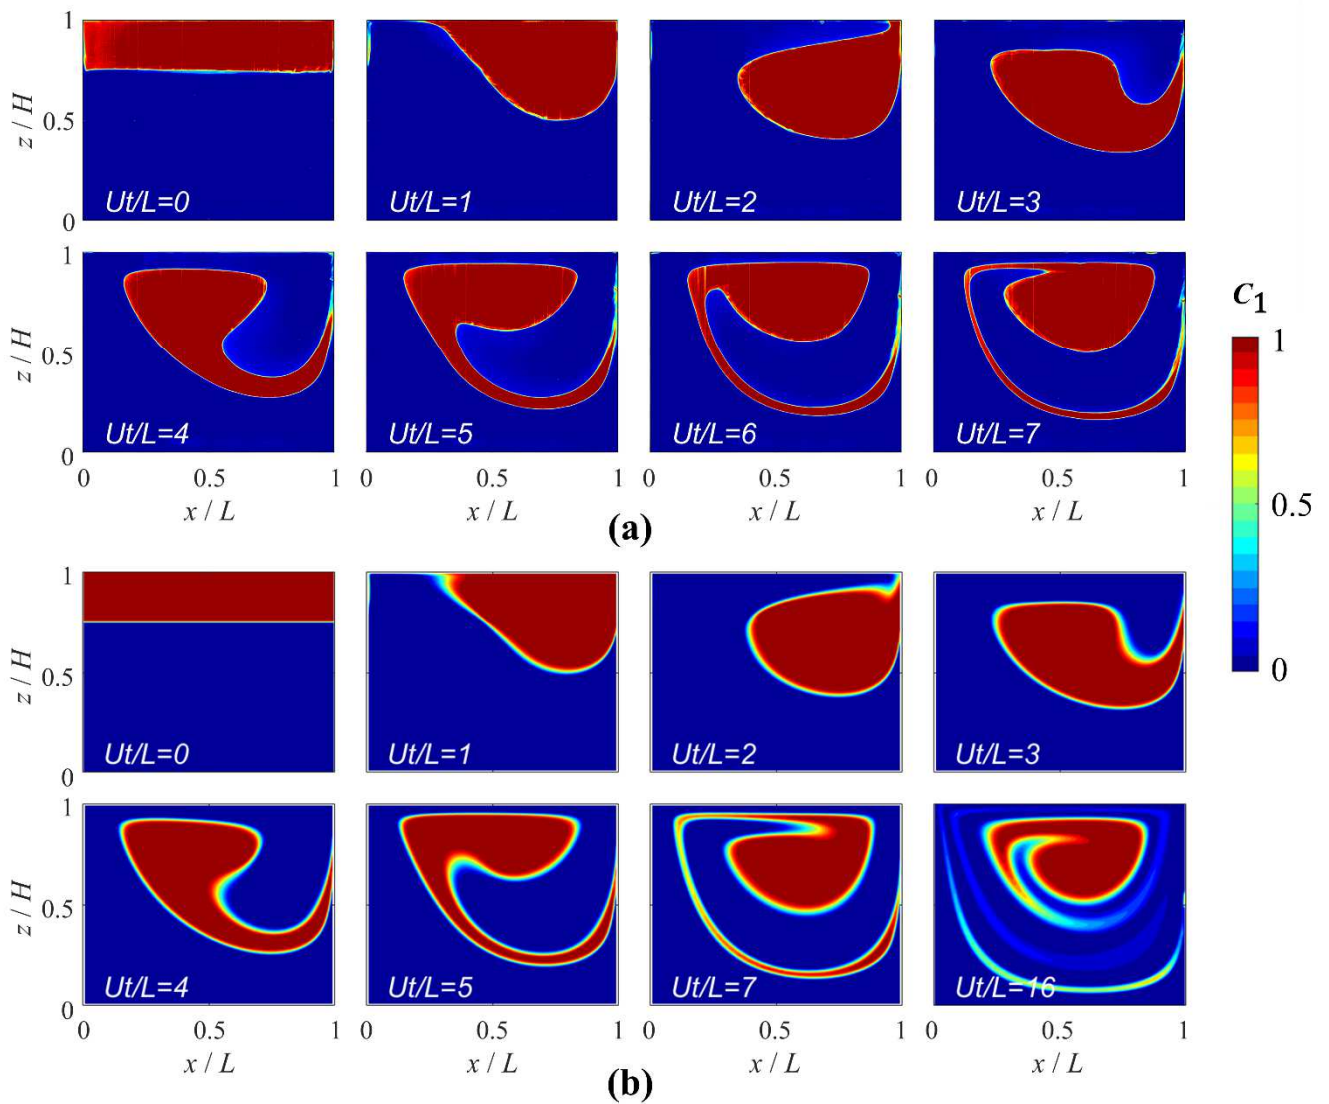 1
z / H
0.5
0
Ut/L=0
Ut/L=1
Ut/L=2
Ut/L=3
1
z / H
0.5
0
Ut/L=4
Ut/L=5
Ut/L=6
Ut/L=7
0 0.5 1 0 0.5 1 0 0.5 1 0 0.5 1
x / L x / L x / L x / L
(a)
C1
1
0.5
0
1
z / H
0.5
0
Ut/L=0
Ut/L=1
Ut/L=2
Ut/L=3
1
z / H
0.5
0
Ut/L=4
Ut/L=5
Ut/L=7
Ut/L=16
0 0.5 1 0 0.5 1 0 0.5 1 0 0.5 1
x / L x / L x / L x / L
(b)